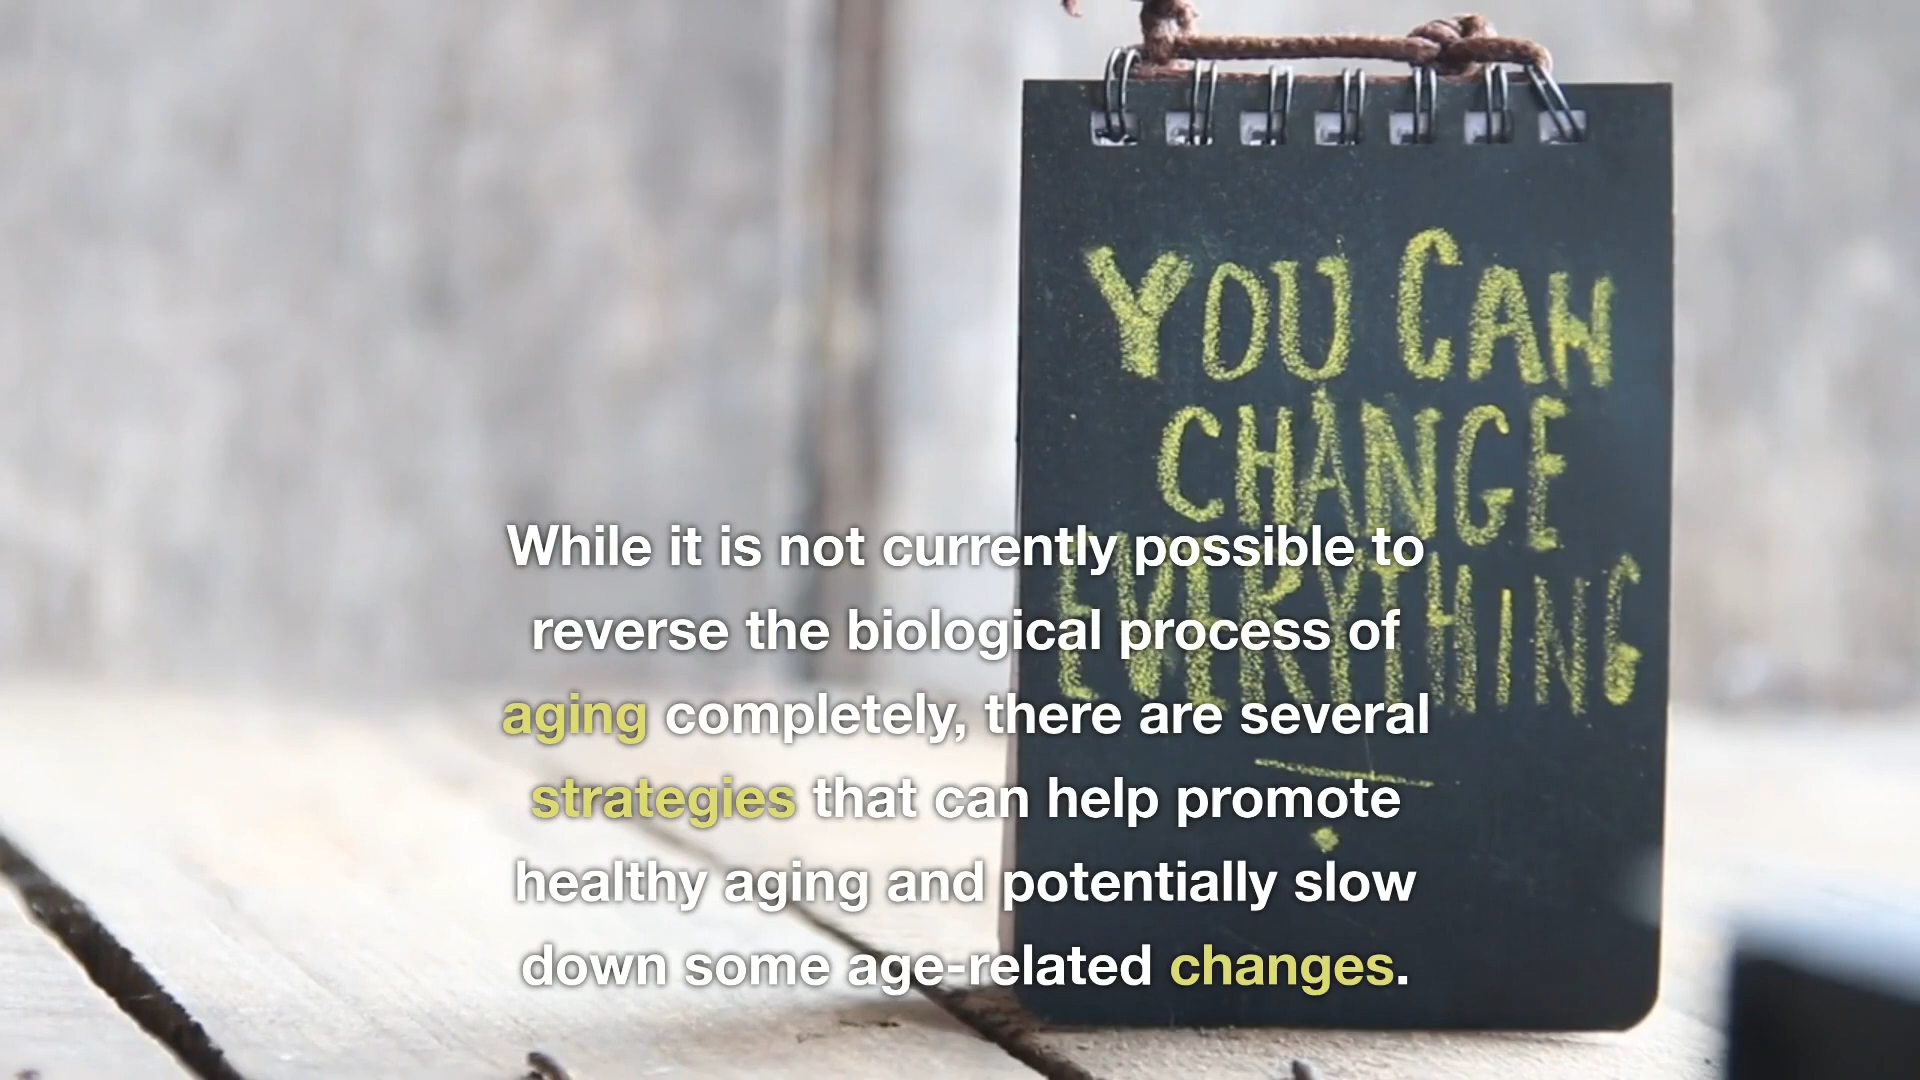 YOU CAN
CHANGE
EVERYTHING
While it is not currently possible to
reverse the biological process of
aging completely, there are several
strategies that can help promote
healthy aging and potentially slow
down some age-related changes.